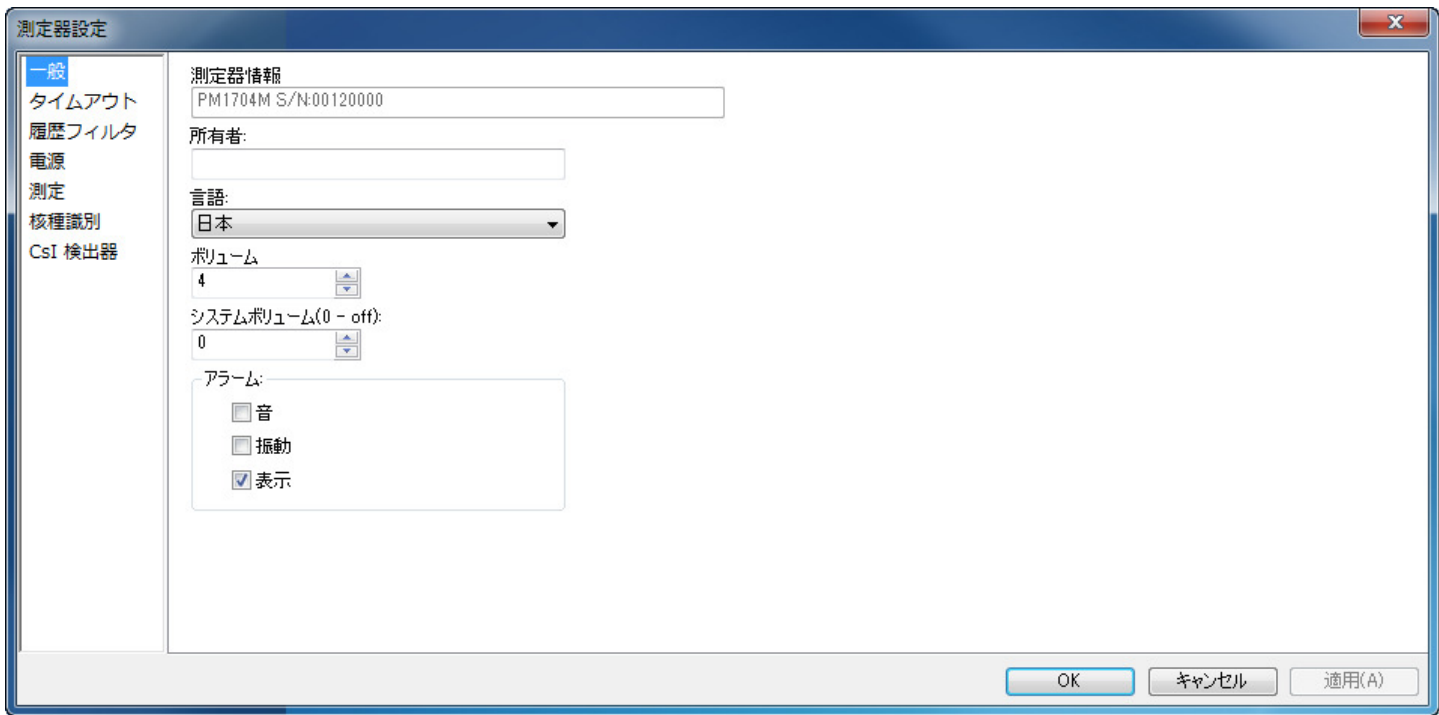 測定器設定
一般
タイムアウト
履歴フィルタ
電源
測定
核種識別
CsI 検出器
測定器情報
PM1704M S/N:00120000
所有者:
言語:
日本
ボリューム
4
システムボリューム(0 - off):
0
アラーム:
音
振動
表示
OK
キャンセル
適用(A)